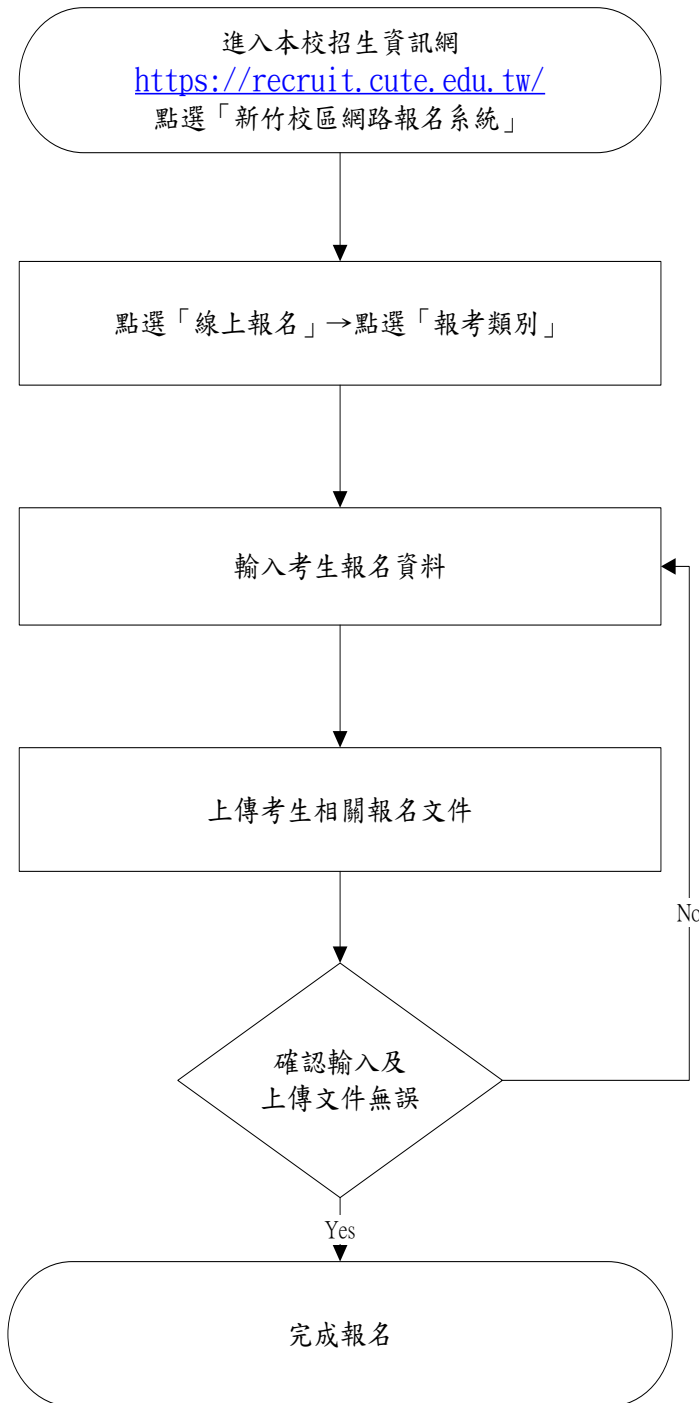 進入本校招生資訊網
https://recruit.cute.edu.tw/
點選「新竹校區網路報名系統」
點選「線上報名」→點選「報考類別」
輸入考生報名資料
上傳考生相關報名文件
No
確認輸入及
上傳文件無誤
Yes
完成報名